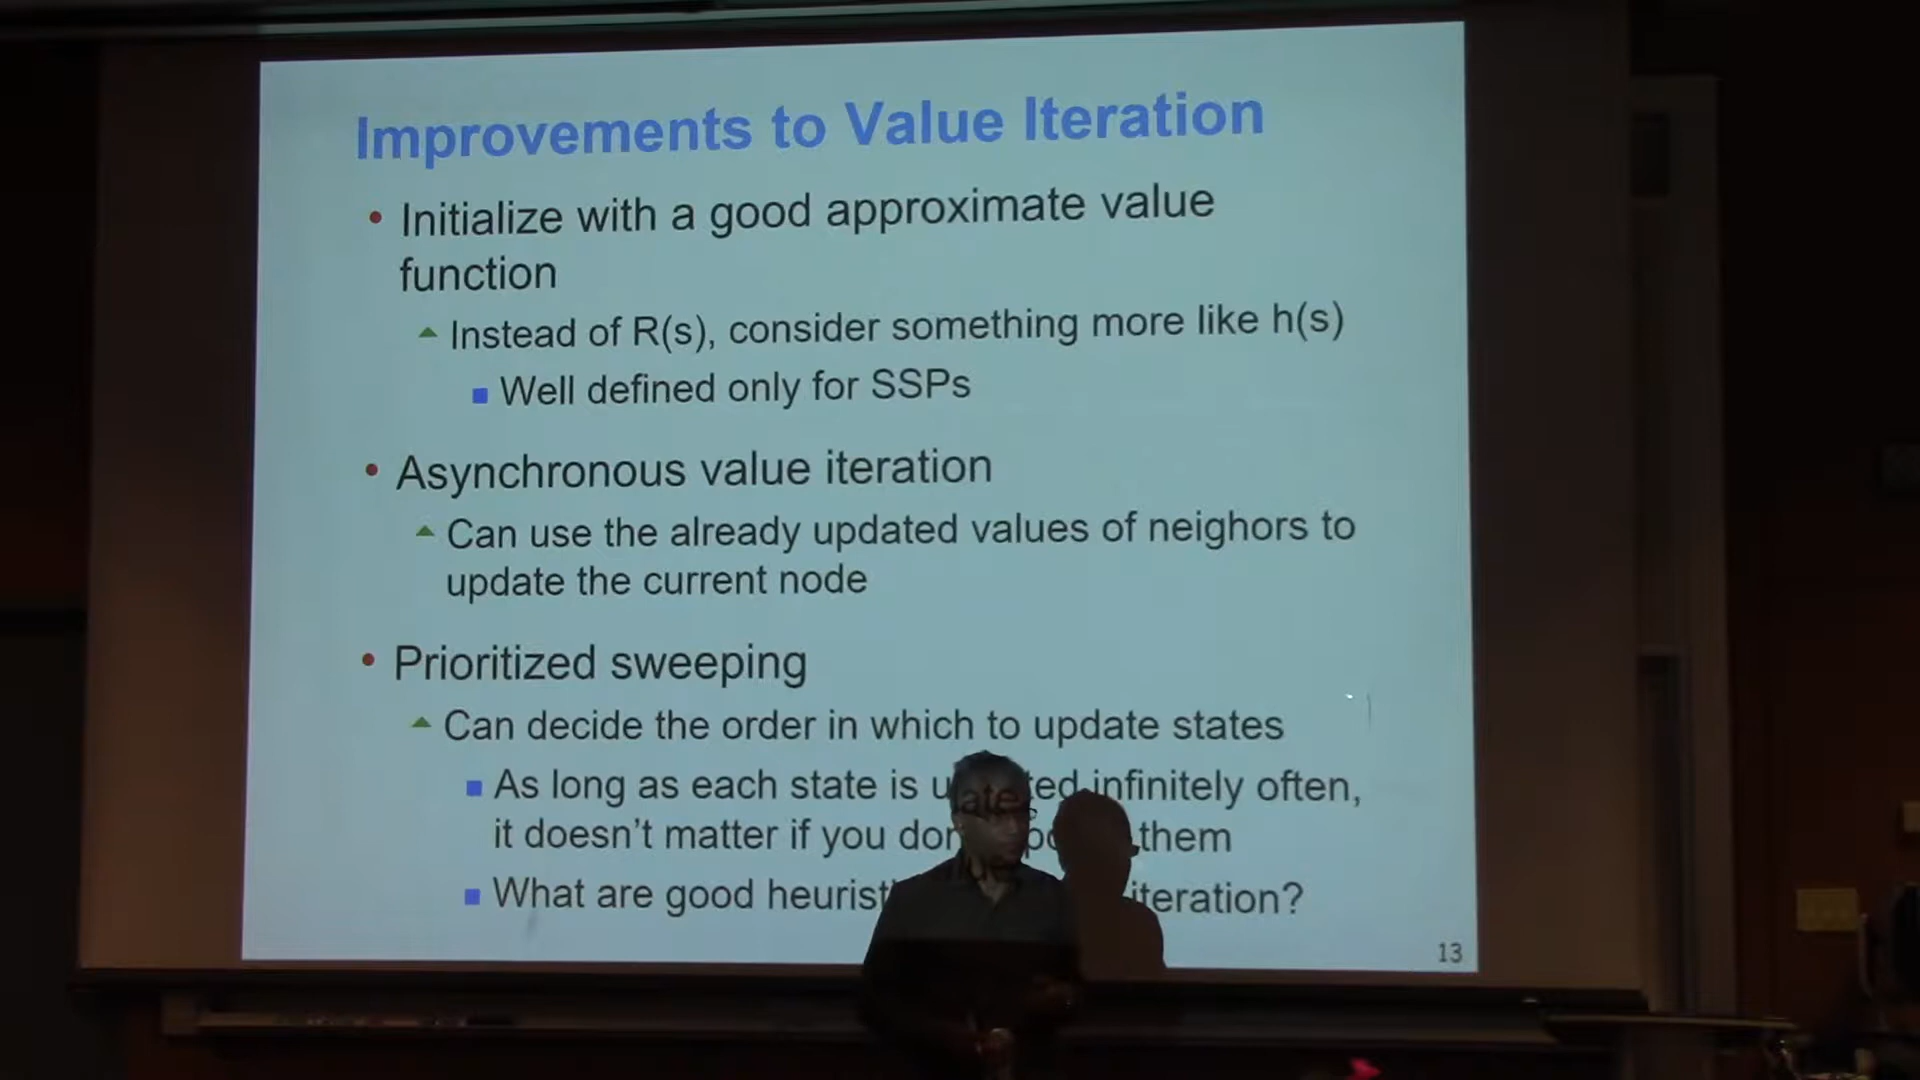 Improvements to Value Iteration
• Initialize with a good approximate value
function
Instead of R(s), consider something more like h(s)
Well defined only for SSPs
• Asynchronous value iteration
Can use the already updated values of neighors to
update the current node
• Prioritized sweeping
Can decide the order in which to update states
As long as each state is updated infinitely often,
it doesn't matter if you don't them
What are good iteration?
13